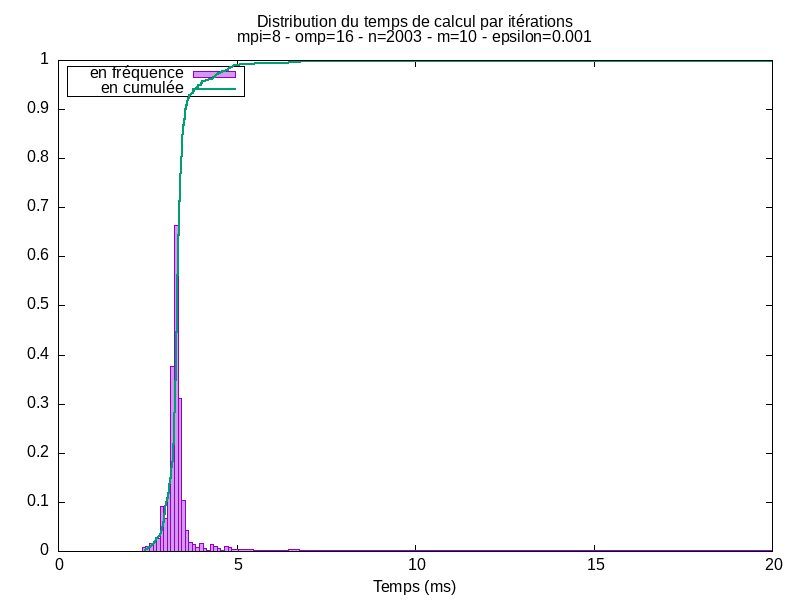 Distribution du temps de calcul par itérations
mpi=8 - omp=16 - n=2003 - m=10 - epsilon=0.001
en fréquence
en cumulée
1
0.9
0.8
0.7
0.6
0.5
0.4
0.3
0.2
0.1
0
0 5 10 15 20
Temps (ms)